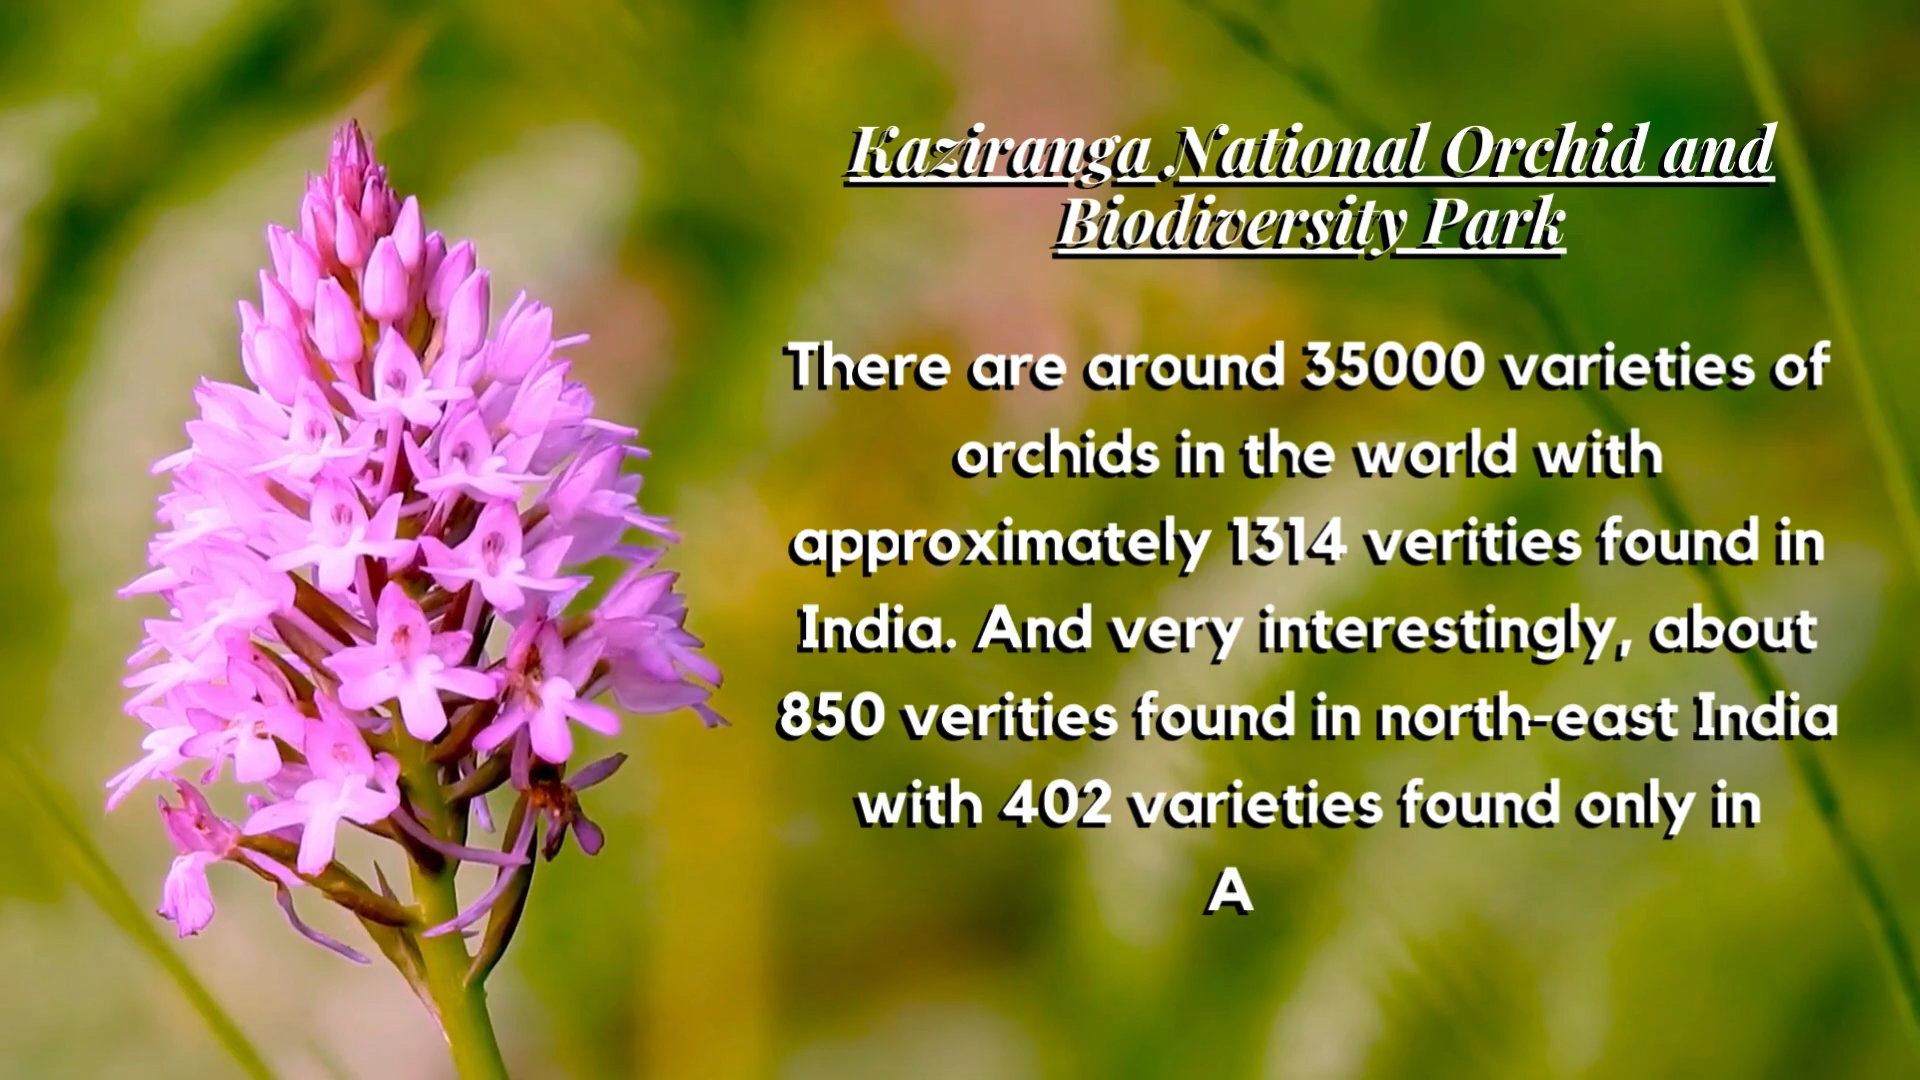 Kaziranga National Orchid and
Biodiversity Park
There are around 35000 varieties of
orchids in the world with
approximately 1314 verities found in
India. And very interestingly, about
850 verities found in north-east India
with 402 varieties found only in
A